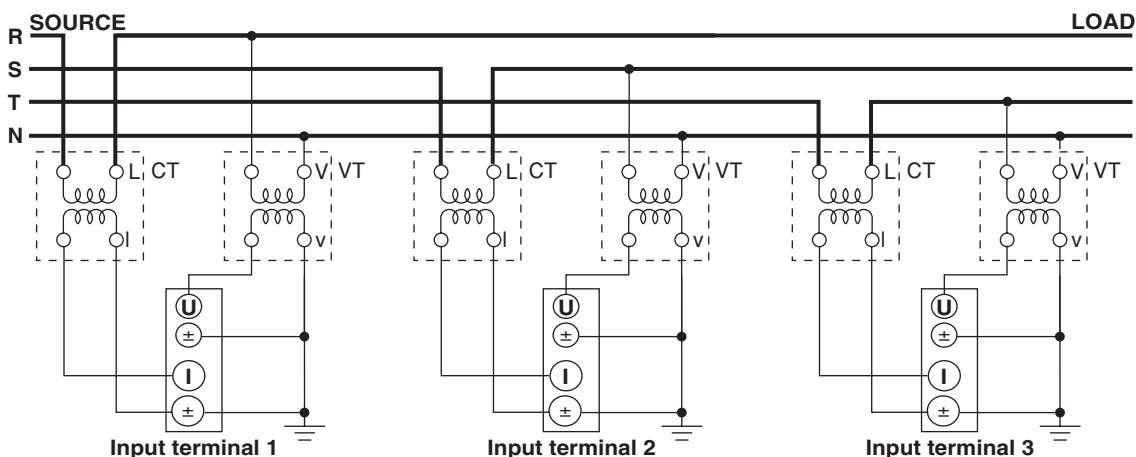 SOURCE LOAD
R
S
T
N
L CT V VT L CT V VT L CT V VT
l v l v l v
U U U
± ± ±
I I I
± ± ±
Input terminal 1 Input terminal 2 Input terminal 3